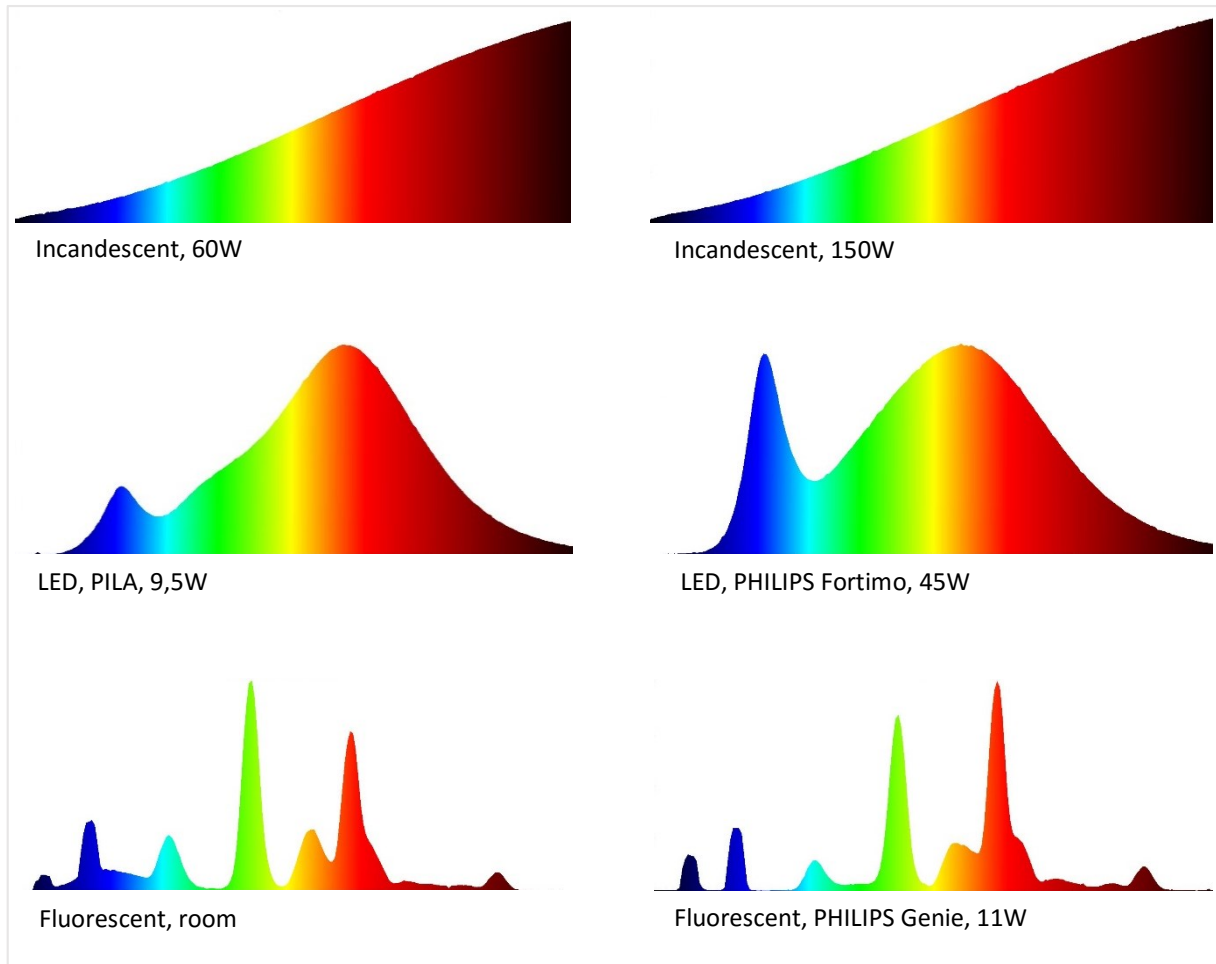 Incandescent, 60W
Incandescent, 150W
LED, PILA, 9,5W
LED, PHILIPS Fortimo, 45W
Fluorescent, room
Fluorescent, PHILIPS Genie, 11W